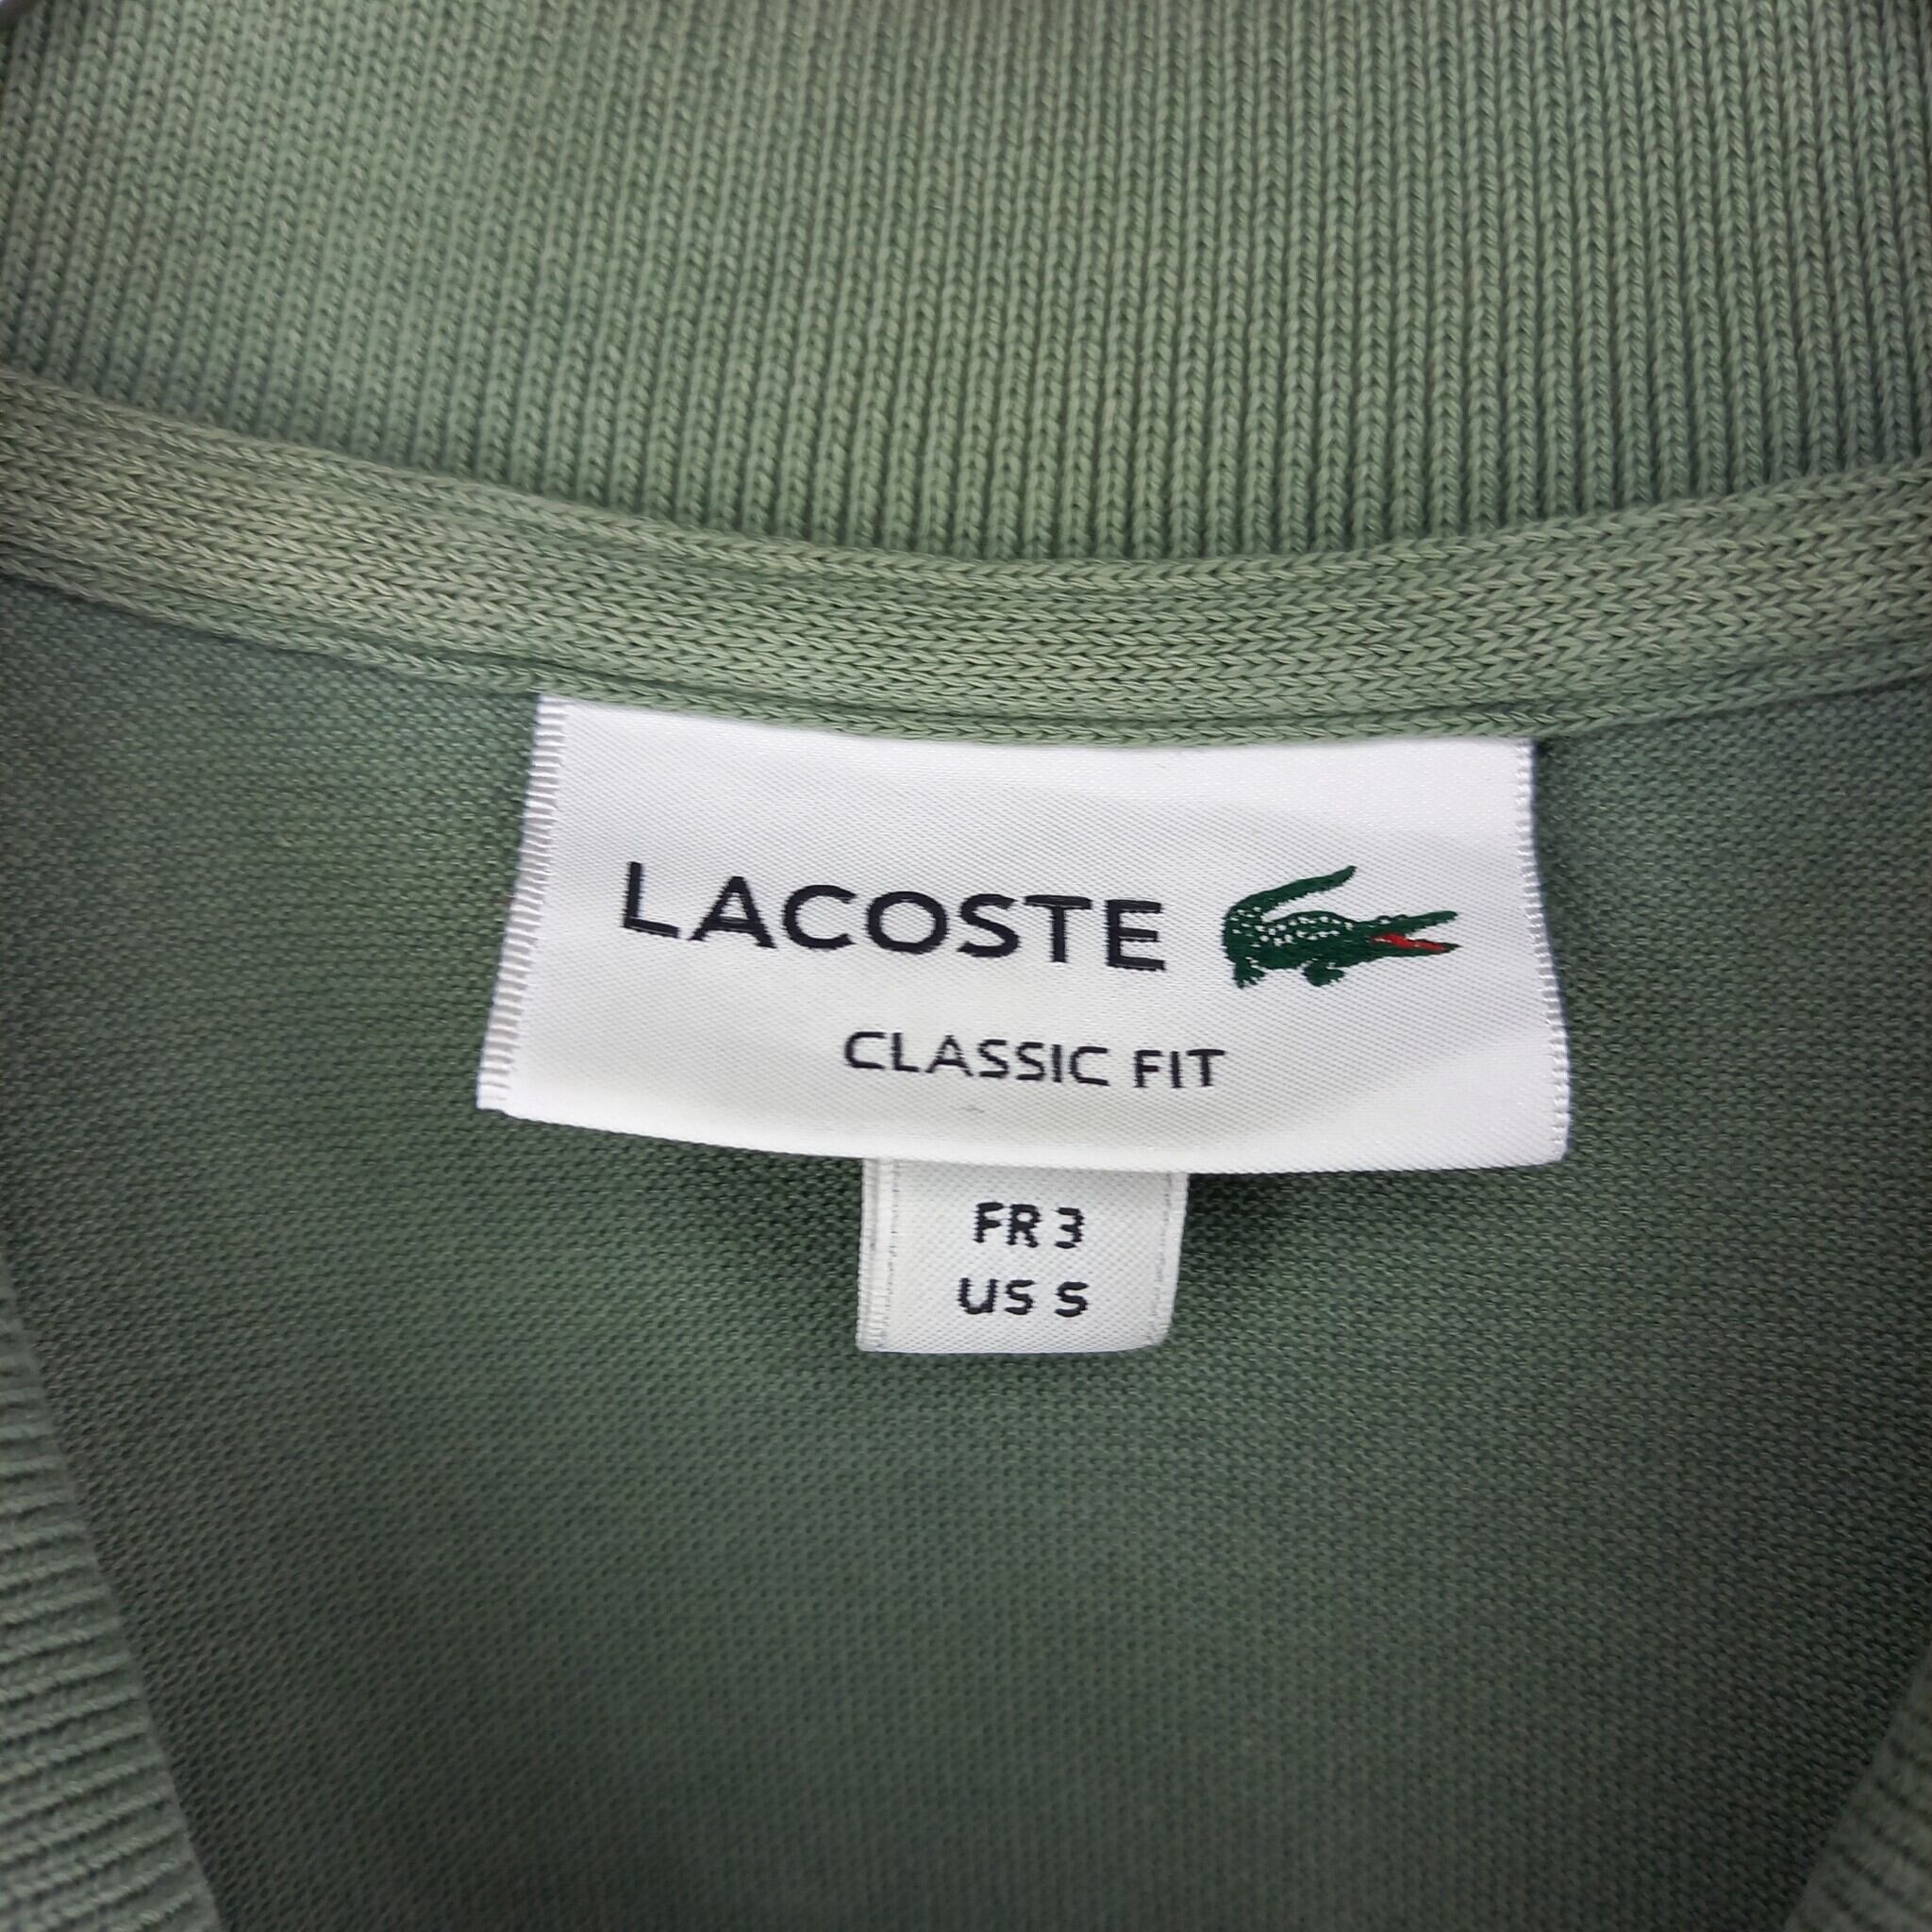 LACOSTE
CLASSIC FIT
FR 3
US S